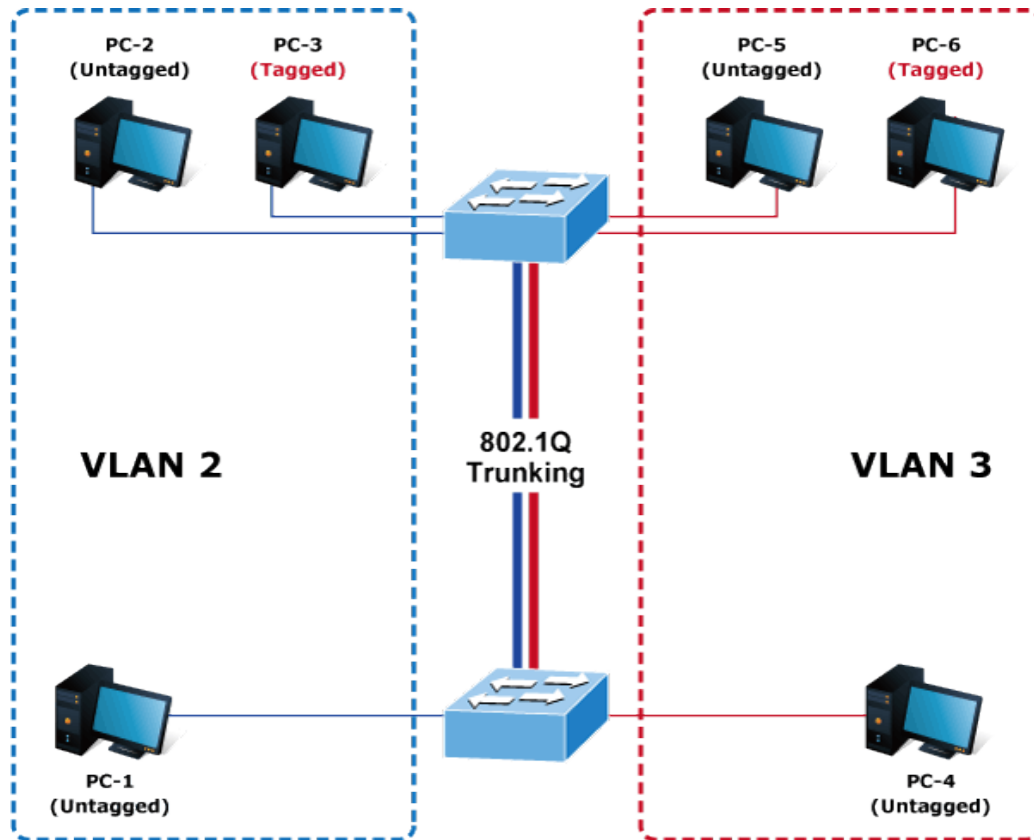 PC-2
(Untagged)
PC-3
(Tagged)
PC-5
(Untagged)
PC-6
(Tagged)
802.1Q
Trunking
VLAN 2
VLAN 3
PC-1
(Untagged)
PC-4
(Untagged)